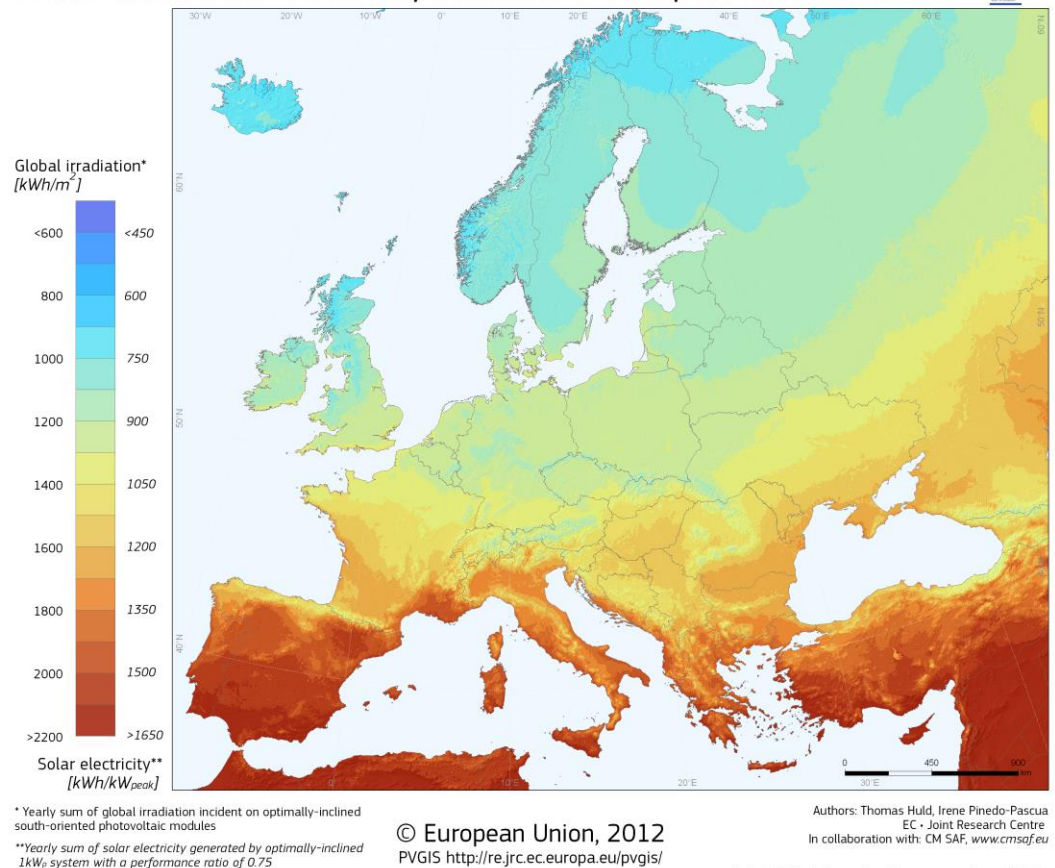 30°W
20°W
10°W
0°
10°E
20°E
40°E
50°E
60°E
60°N
60°N
50°N
50°N
40°N
Global irradiation*
[kWh/m²]
<600 <450
800 600
1000 750
1200 900
1400 1050
1600 1200
1800 1350
2000 1500
>2200 >1650
Solar electricity**
[kWh/kWpeak]
0°
10°E
20°E
30°E
0 450 900
km
* Yearly sum of global irradiation incident on optimally-inclined
south-oriented photovoltaic modules
**Yearly sum of solar electricity generated by optimally-inclined
1kWp system with a performance ratio of 0.75
© European Union, 2012
PVGIS http://re.jrc.ec.europa.eu/pvgis/
Authors: Thomas Huld, Irene Pinedo-Pascua
EC • Joint Research Centre
In collaboration with: CM SAF, www.cmsaf.eu